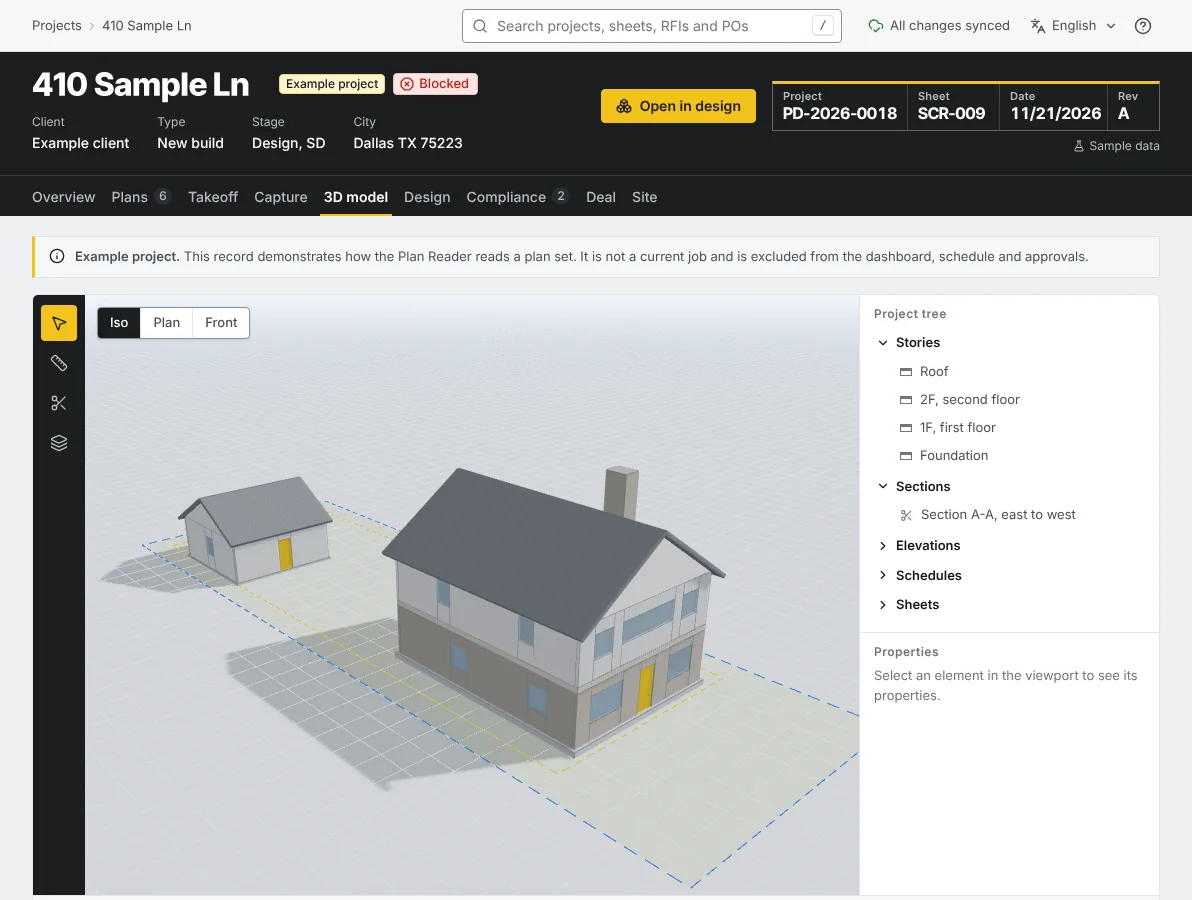 Projects > 410 Sample Ln
Search projects, sheets, RFIs and POs /
All changes synced
English
410 Sample Ln
Example project
Blocked
Client
Example client
Type
New build
Stage
Design, SD
City
Dallas TX 75223
Open in design
Project
PD-2026-0018
Sheet
SCR-009
Date
11/21/2026
Rev
A
Sample data
Overview
Plans 6
Takeoff
Capture
3D model
Design
Compliance 2
Deal
Site
Example project. This record demonstrates how the Plan Reader reads a plan set. It is not a current job and is excluded from the dashboard, schedule and approvals.
Iso
Plan
Front
Project tree
Stories
Roof
2F, second floor
1F, first floor
Foundation
Sections
Section A-A, east to west
Elevations
Schedules
Sheets
Properties
Select an element in the viewport to see its
properties.